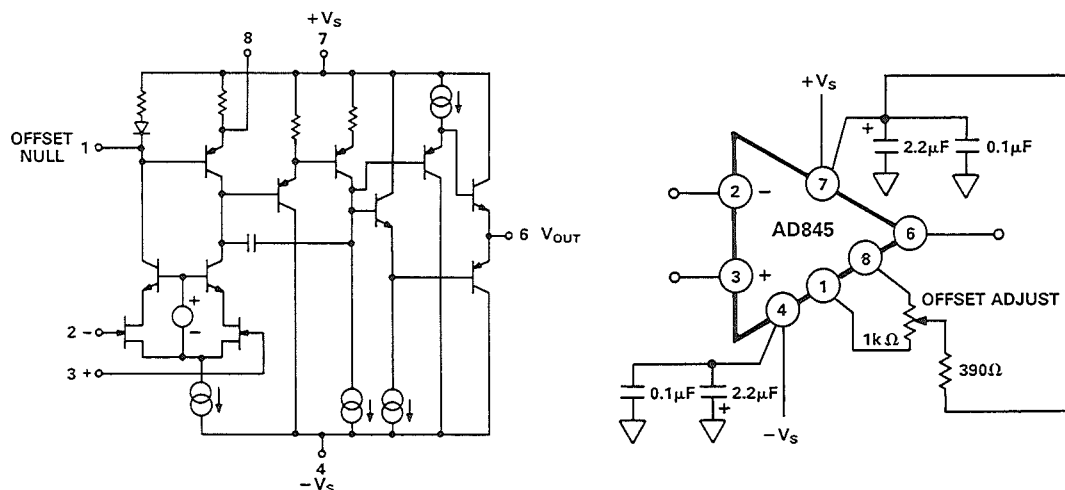 +VS
8
7
OFFSET
NULL
1
6 VOUT
+
−
2 −
3 +
4
−VS
+VS
+
2.2μF
0.1μF
7
2
−
AD845
6
8
3
+
1
OFFSET ADJUST
4
1kΩ
390Ω
0.1μF
2.2μF
+
−VS